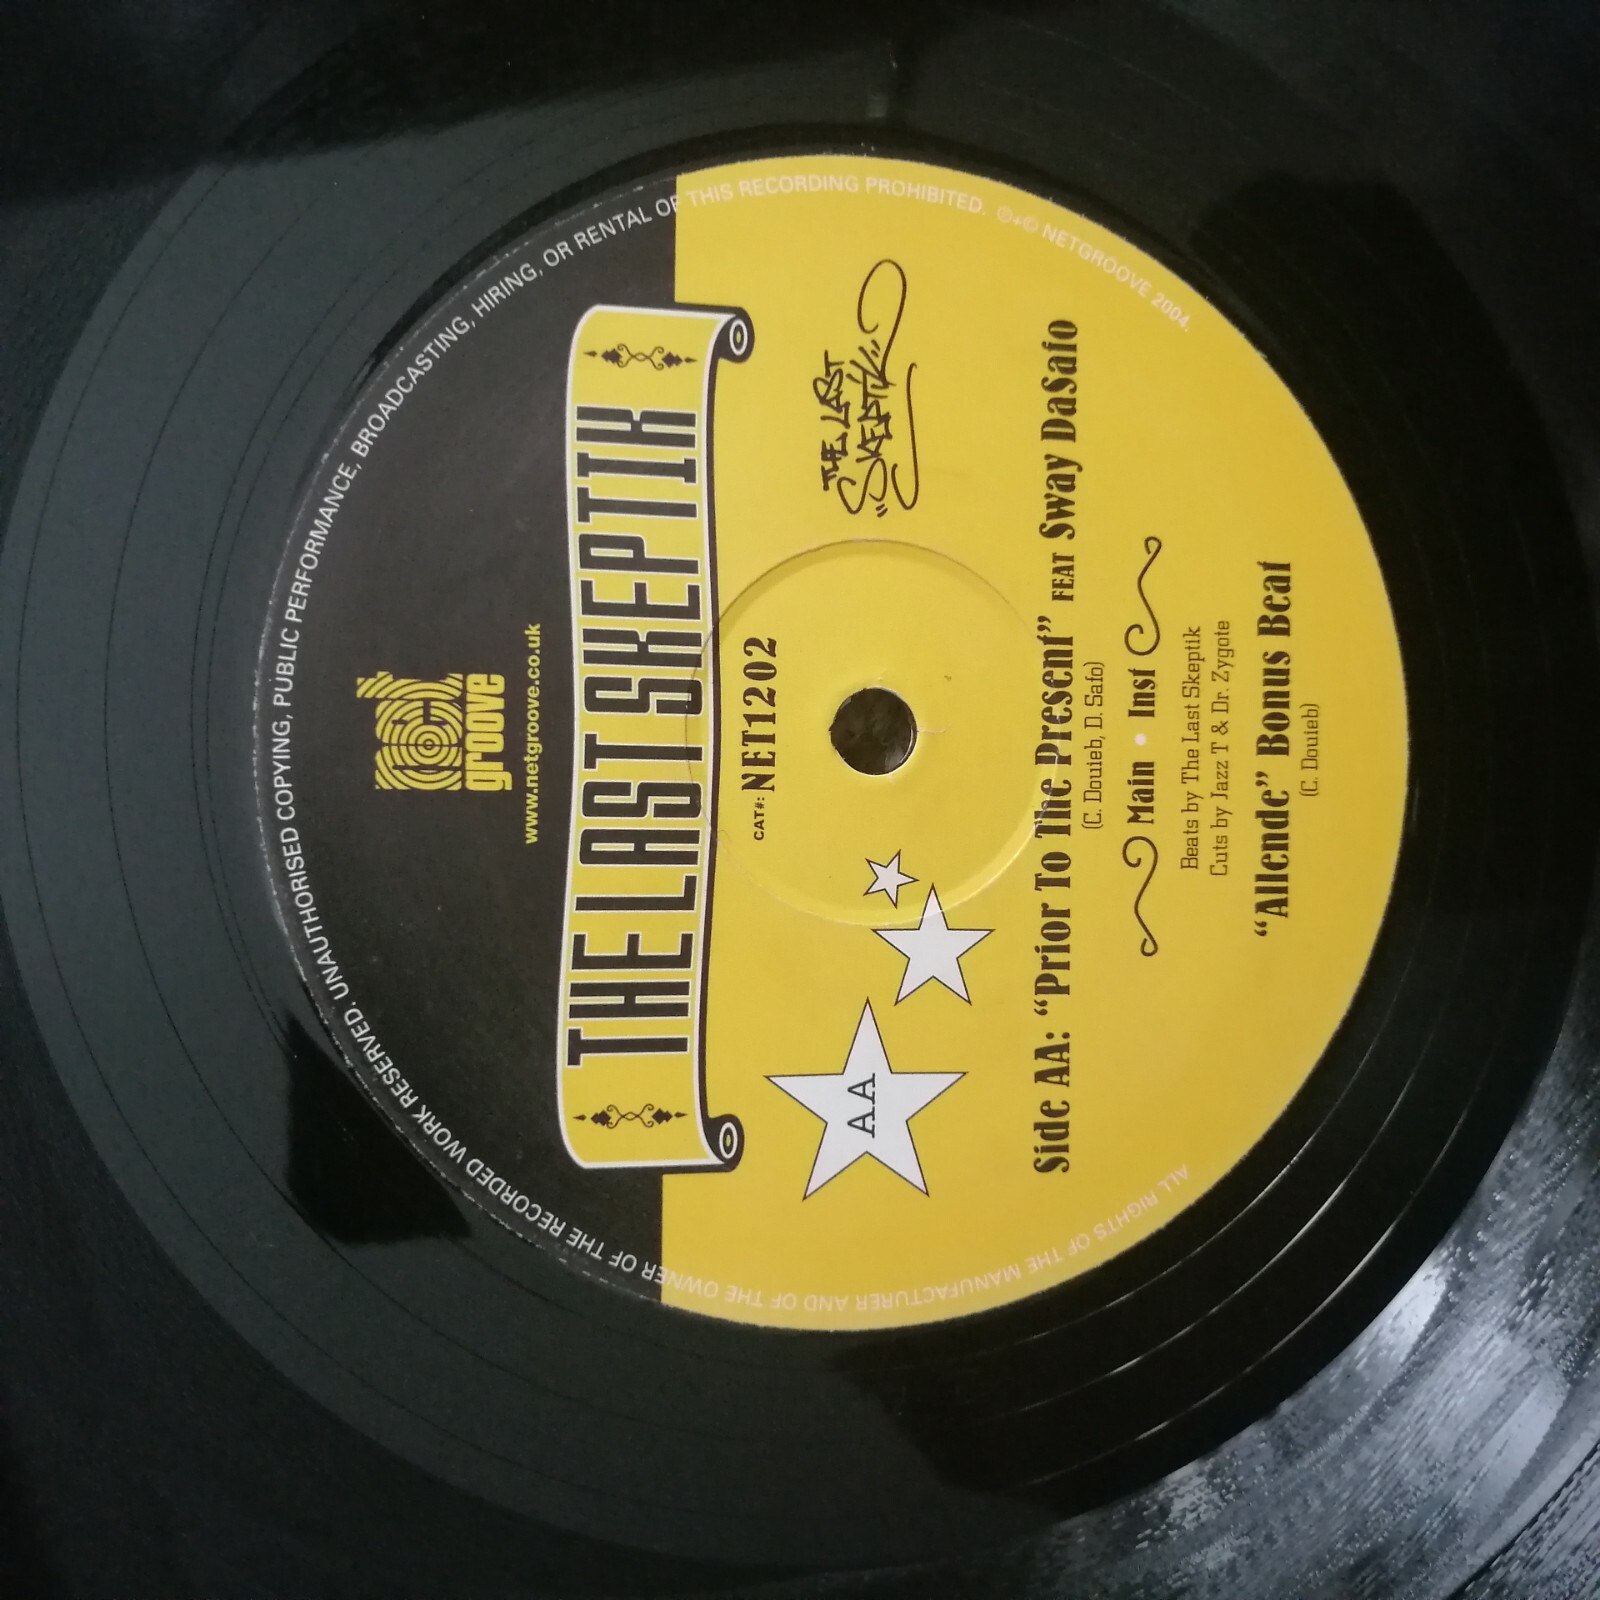 net
groove
www.netgroove.co.uk
THE LAST SKEPTIK
CAT#: NET1202
THE LAST
"SKEPTIK"
AA
Side AA: "Prior To The Present" FEAT Sway DaSafo
(C. Douieb, D. Safo)
Main • Inst
Beats by The Last Skeptik
Cuts by Jazz T & Dr. Zygote
"Allende" Bonus Beat
(C. Douieb)
ALL RIGHTS OF THE MANUFACTURER AND OF THE OWNER OF THE RECORDED WORK RESERVED. UNAUTHORISED COPYING, PUBLIC PERFORMANCE, BROADCASTING, HIRING, OR RENTAL OF THIS RECORDING PROHIBITED. ℗+© NETGROOVE 2004.